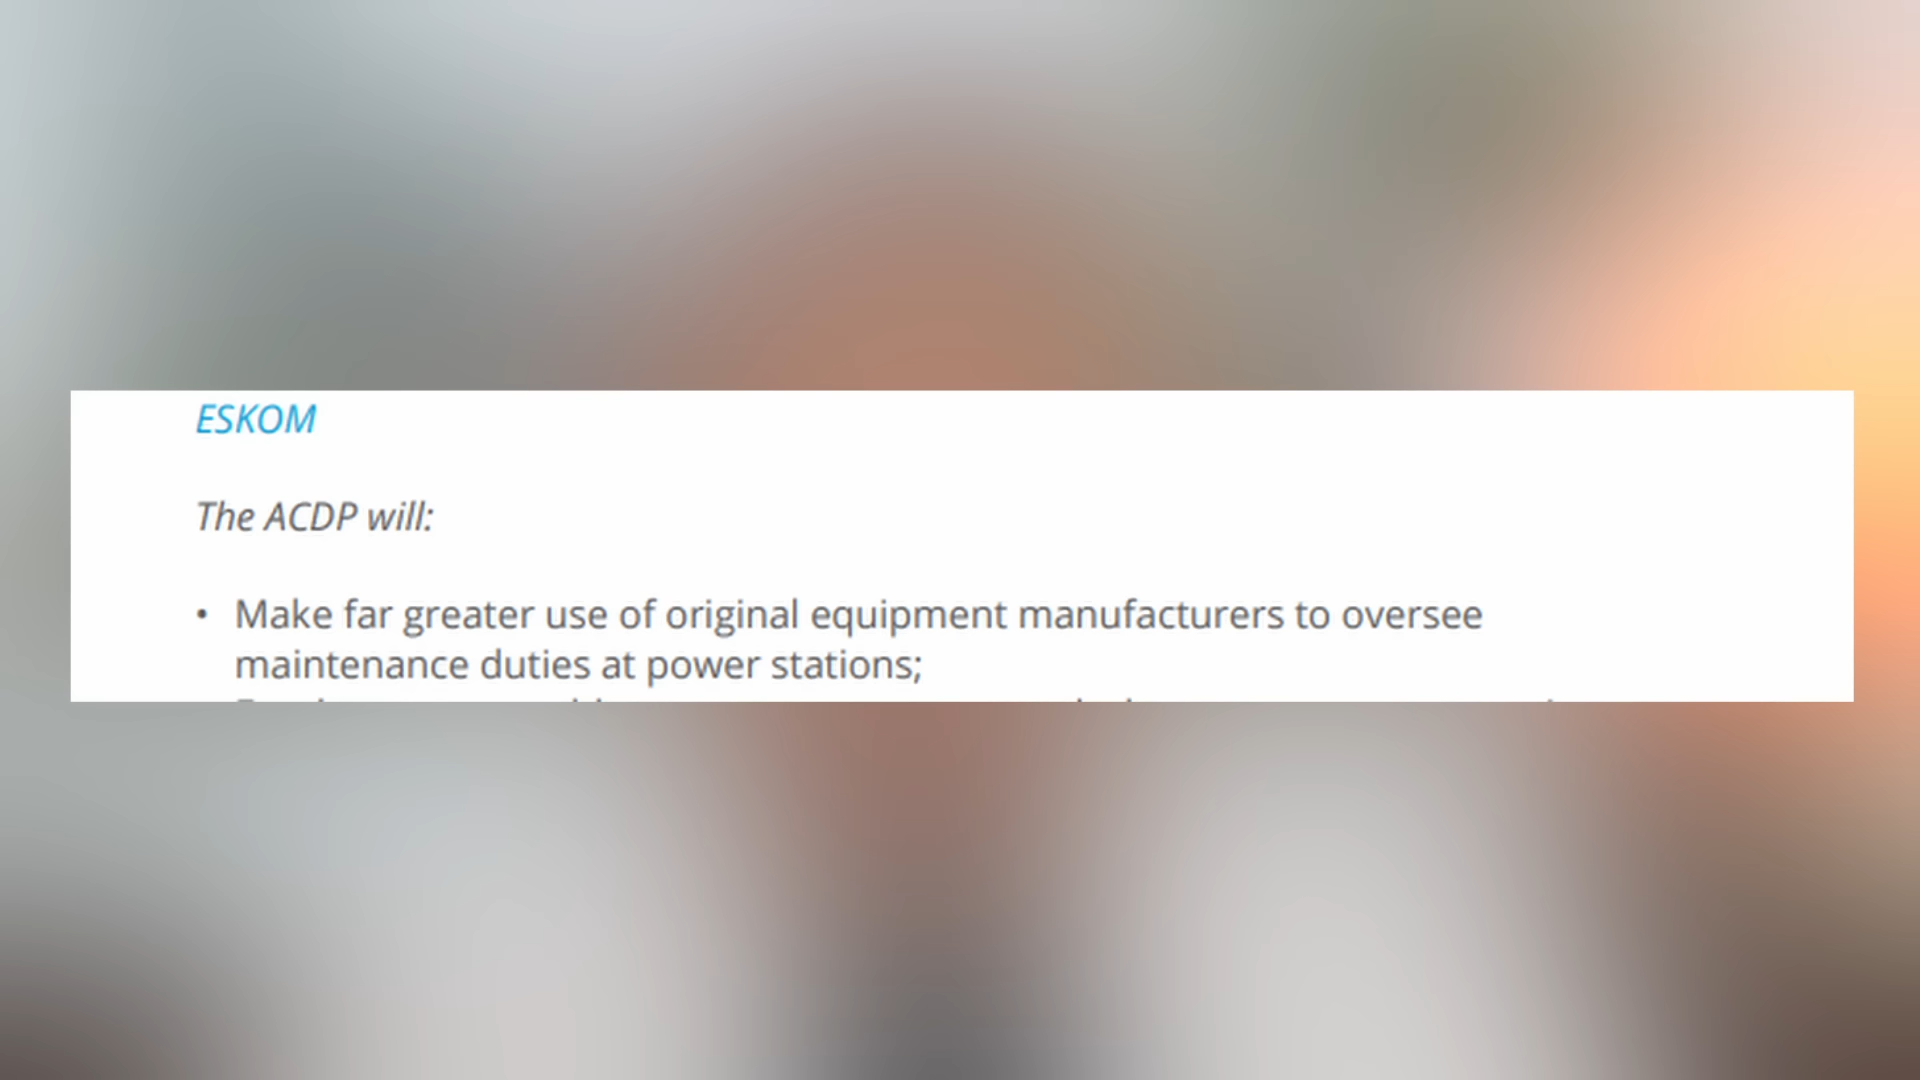 ESKOM
The ACDP will:
• Make far greater use of original equipment manufacturers to oversee
maintenance duties at power stations;